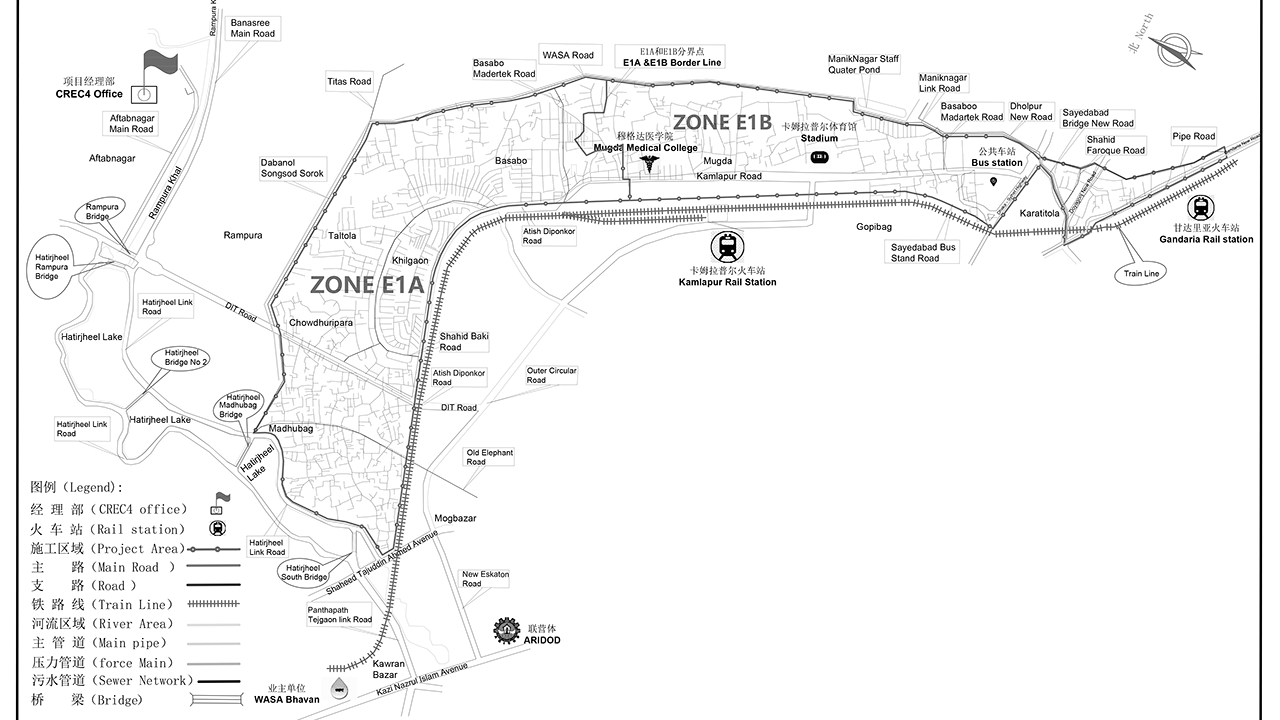 Rampura K
Banasree
Main Road
北 North
项目经理部
CREC4 Office
Aftabnagar
Main Road
Aftabnagar
Rampura Khal
Titas Road
Basabo
Madertek Road
WASA Road
E1A和E1B分界点
E1A &E1B Border Line
ManikNagar Staff
Quater Pond
Maniknagar
Link Road
Basaboo
Madartek Road
Dholpur
New Road
Sayedabad
Bridge New Road
Shahid
Faroque Road
Pipe Road
ZONE E1B
穆格达医学院
Mugda Medical College
卡姆拉普尔体育馆
Stadium
公共车站
Bus station
Dabanol
Songsod Sorok
Basabo
Mugda
Kamlapur Road
Karatitola
Dayagonj New Road
甘达里亚火车站
Gandaria Rail station
Rampura
Bridge
Rampura
Taltola
Khilgaon
Atish Diponkor
Road
Gopibag
Sayedabad Bus
Stand Road
Train Line
卡姆拉普尔火车站
Kamlapur Rail Station
Hatirjheel
Rampura
Bridge
ZONE E1A
Hatirjheel Link
Road
DIT Road
Chowdhuripara
Hatirjheel Lake
Shahid Baki
Road
Hatirjheel
Bridge No 2
Atish Diponkor
Road
Outer Circular
Road
DIT Road
Hatirjheel
Madhubag
Bridge
Hatirjheel Link
Road
Hatirjheel Lake
Madhubag
Hatirjheel
Lake
Old Elephant
Road
Mogbazar
Hatirjheel
Link Road
Hatirjheel
South Bridge
Shaheed Tajuddin Ahmed Avenue
New Eskaton
Road
Panthapath
Tejgaon link Road
联营体
ARIDOD
Kawran
Bazar
Kazi Nazrul Islam Avenue
业主单位
WASA Bhavan
图例（Legend）:
经 理 部（CREC4 office）
火 车 站（Rail station）
施工区域（Project Area）
主 路（Main Road ）
支 路（Road ）
铁 路 线（Train Line）
河流区域（River Area）
主 管 道（Main pipe）
压力管道（force Main）
污水管道（Sewer Network）
桥 梁（Bridge）